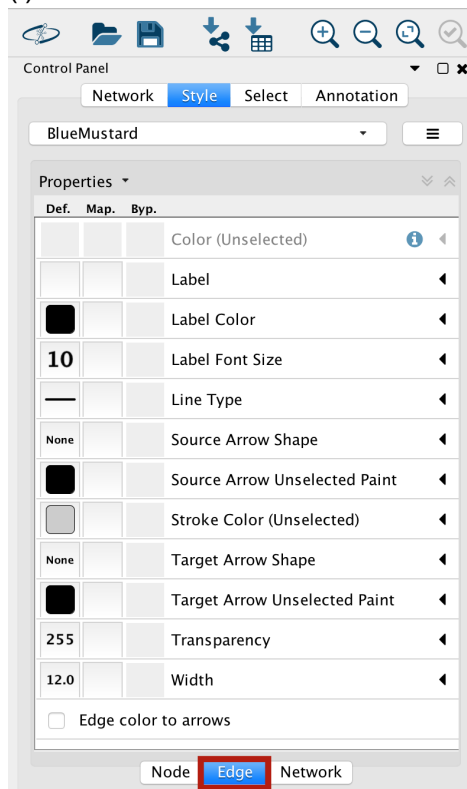 Control Panel
Network Style Select Annotation
BlueMustard
Properties
Def. Map. Byp.
Color (Unselected)
Label
Label Color
10 Label Font Size
Line Type
None Source Arrow Shape
Source Arrow Unselected Paint
Stroke Color (Unselected)
None Target Arrow Shape
Target Arrow Unselected Paint
255 Transparency
12.0 Width
Edge color to arrows
Node Edge Network